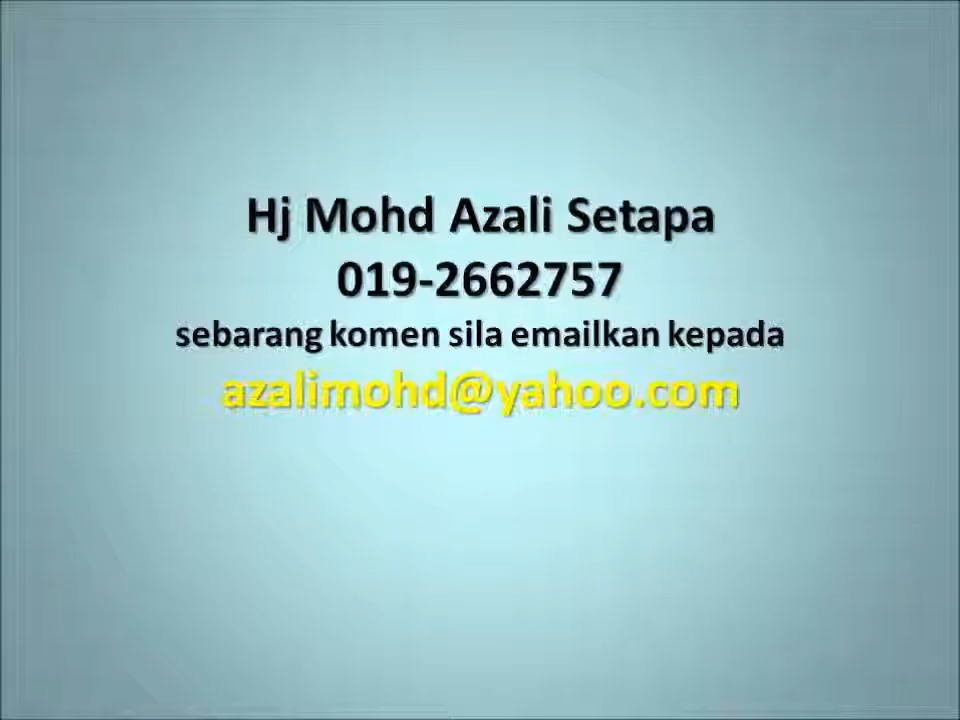 Hj Mohd Azali Setapa
019-2662757
sebarang komen sila emailkan kepada
azalimohd@yahoo.com